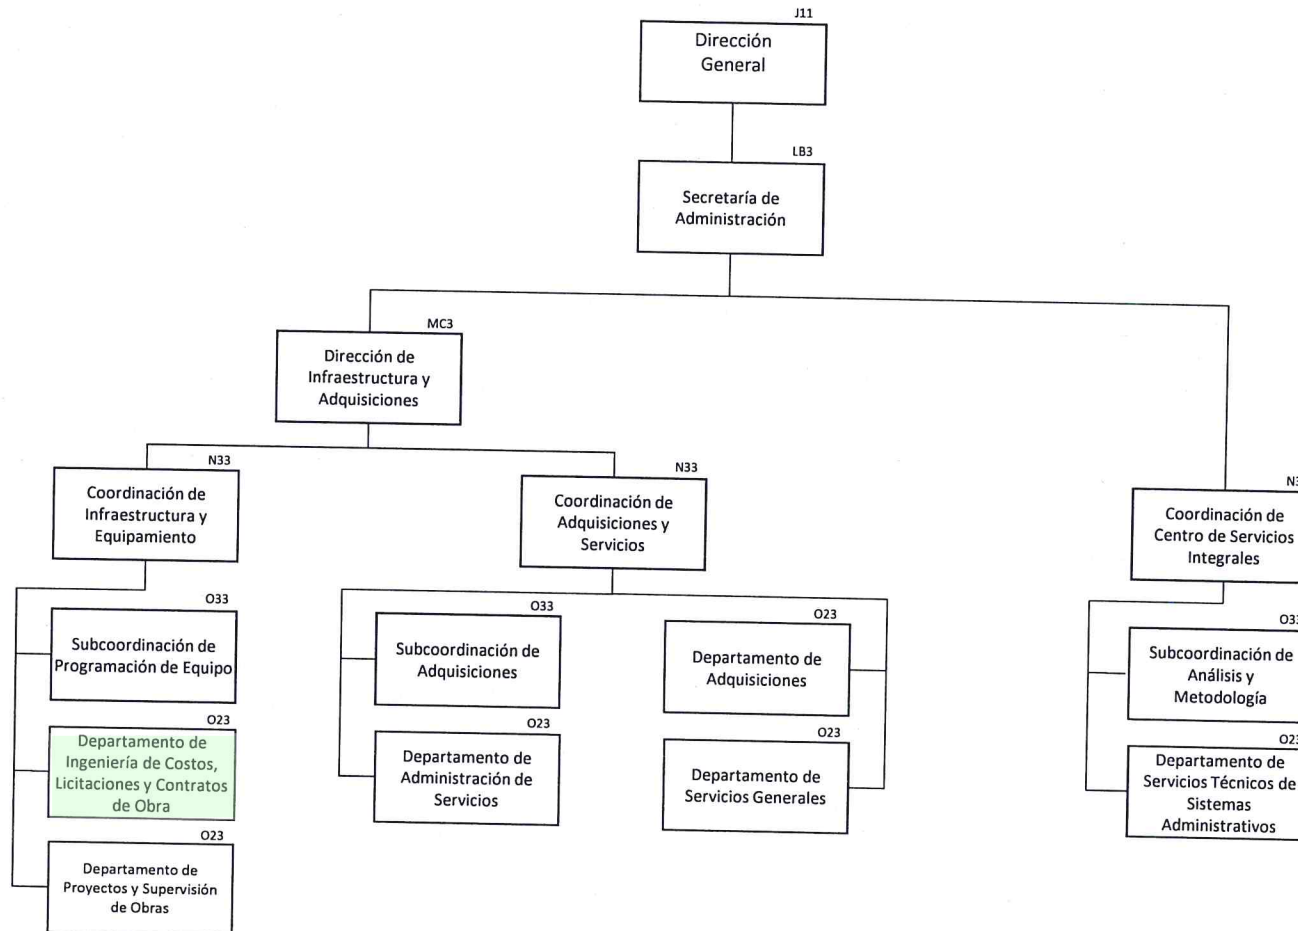 J11
Dirección
General
LB3
Secretaría de
Administración
MC3
Dirección de
Infraestructura y
Adquisiciones
N33
Coordinación de
Infraestructura y
Equipamiento
N33
Coordinación de
Adquisiciones y
Servicios
N3
Coordinación de
Centro de Servicios
Integrales
O33
Subcoordinación de
Programación de Equipo
O33
Subcoordinación de
Adquisiciones
O23
Departamento de
Adquisiciones
O33
Subcoordinación de
Análisis y
Metodología
O23
Departamento de
Ingeniería de Costos,
Licitaciones y Contratos
de Obra
O23
Departamento de
Administración de
Servicios
O23
Departamento de
Servicios Generales
O23
Departamento de
Servicios Técnicos de
Sistemas
Administrativos
O23
Departamento de
Proyectos y Supervisión
de Obras